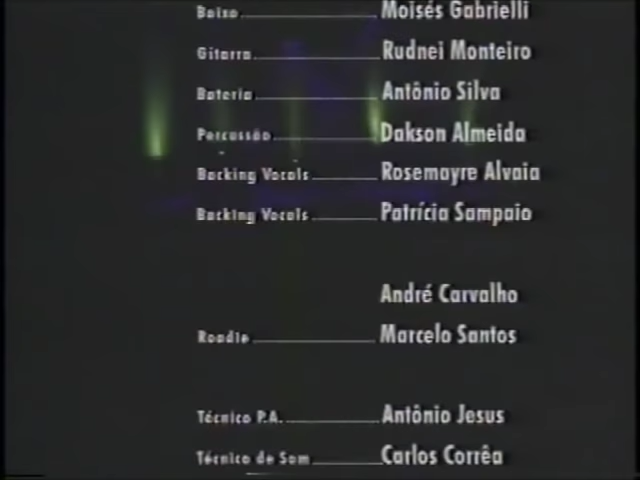 Baixo Moisés Gabrielli
Gitarra Rudnei Monteiro
Bateria Antônio Silva
Percussão Dakson Almeida
Backing Vocals Rosemayre Alvaia
Backing Vocals Patrícia Sampaio
André Carvalho
Roadie Marcelo Santos
Técnico P.A. Antônio Jesus
Técnico de Som Carlos Corrêa